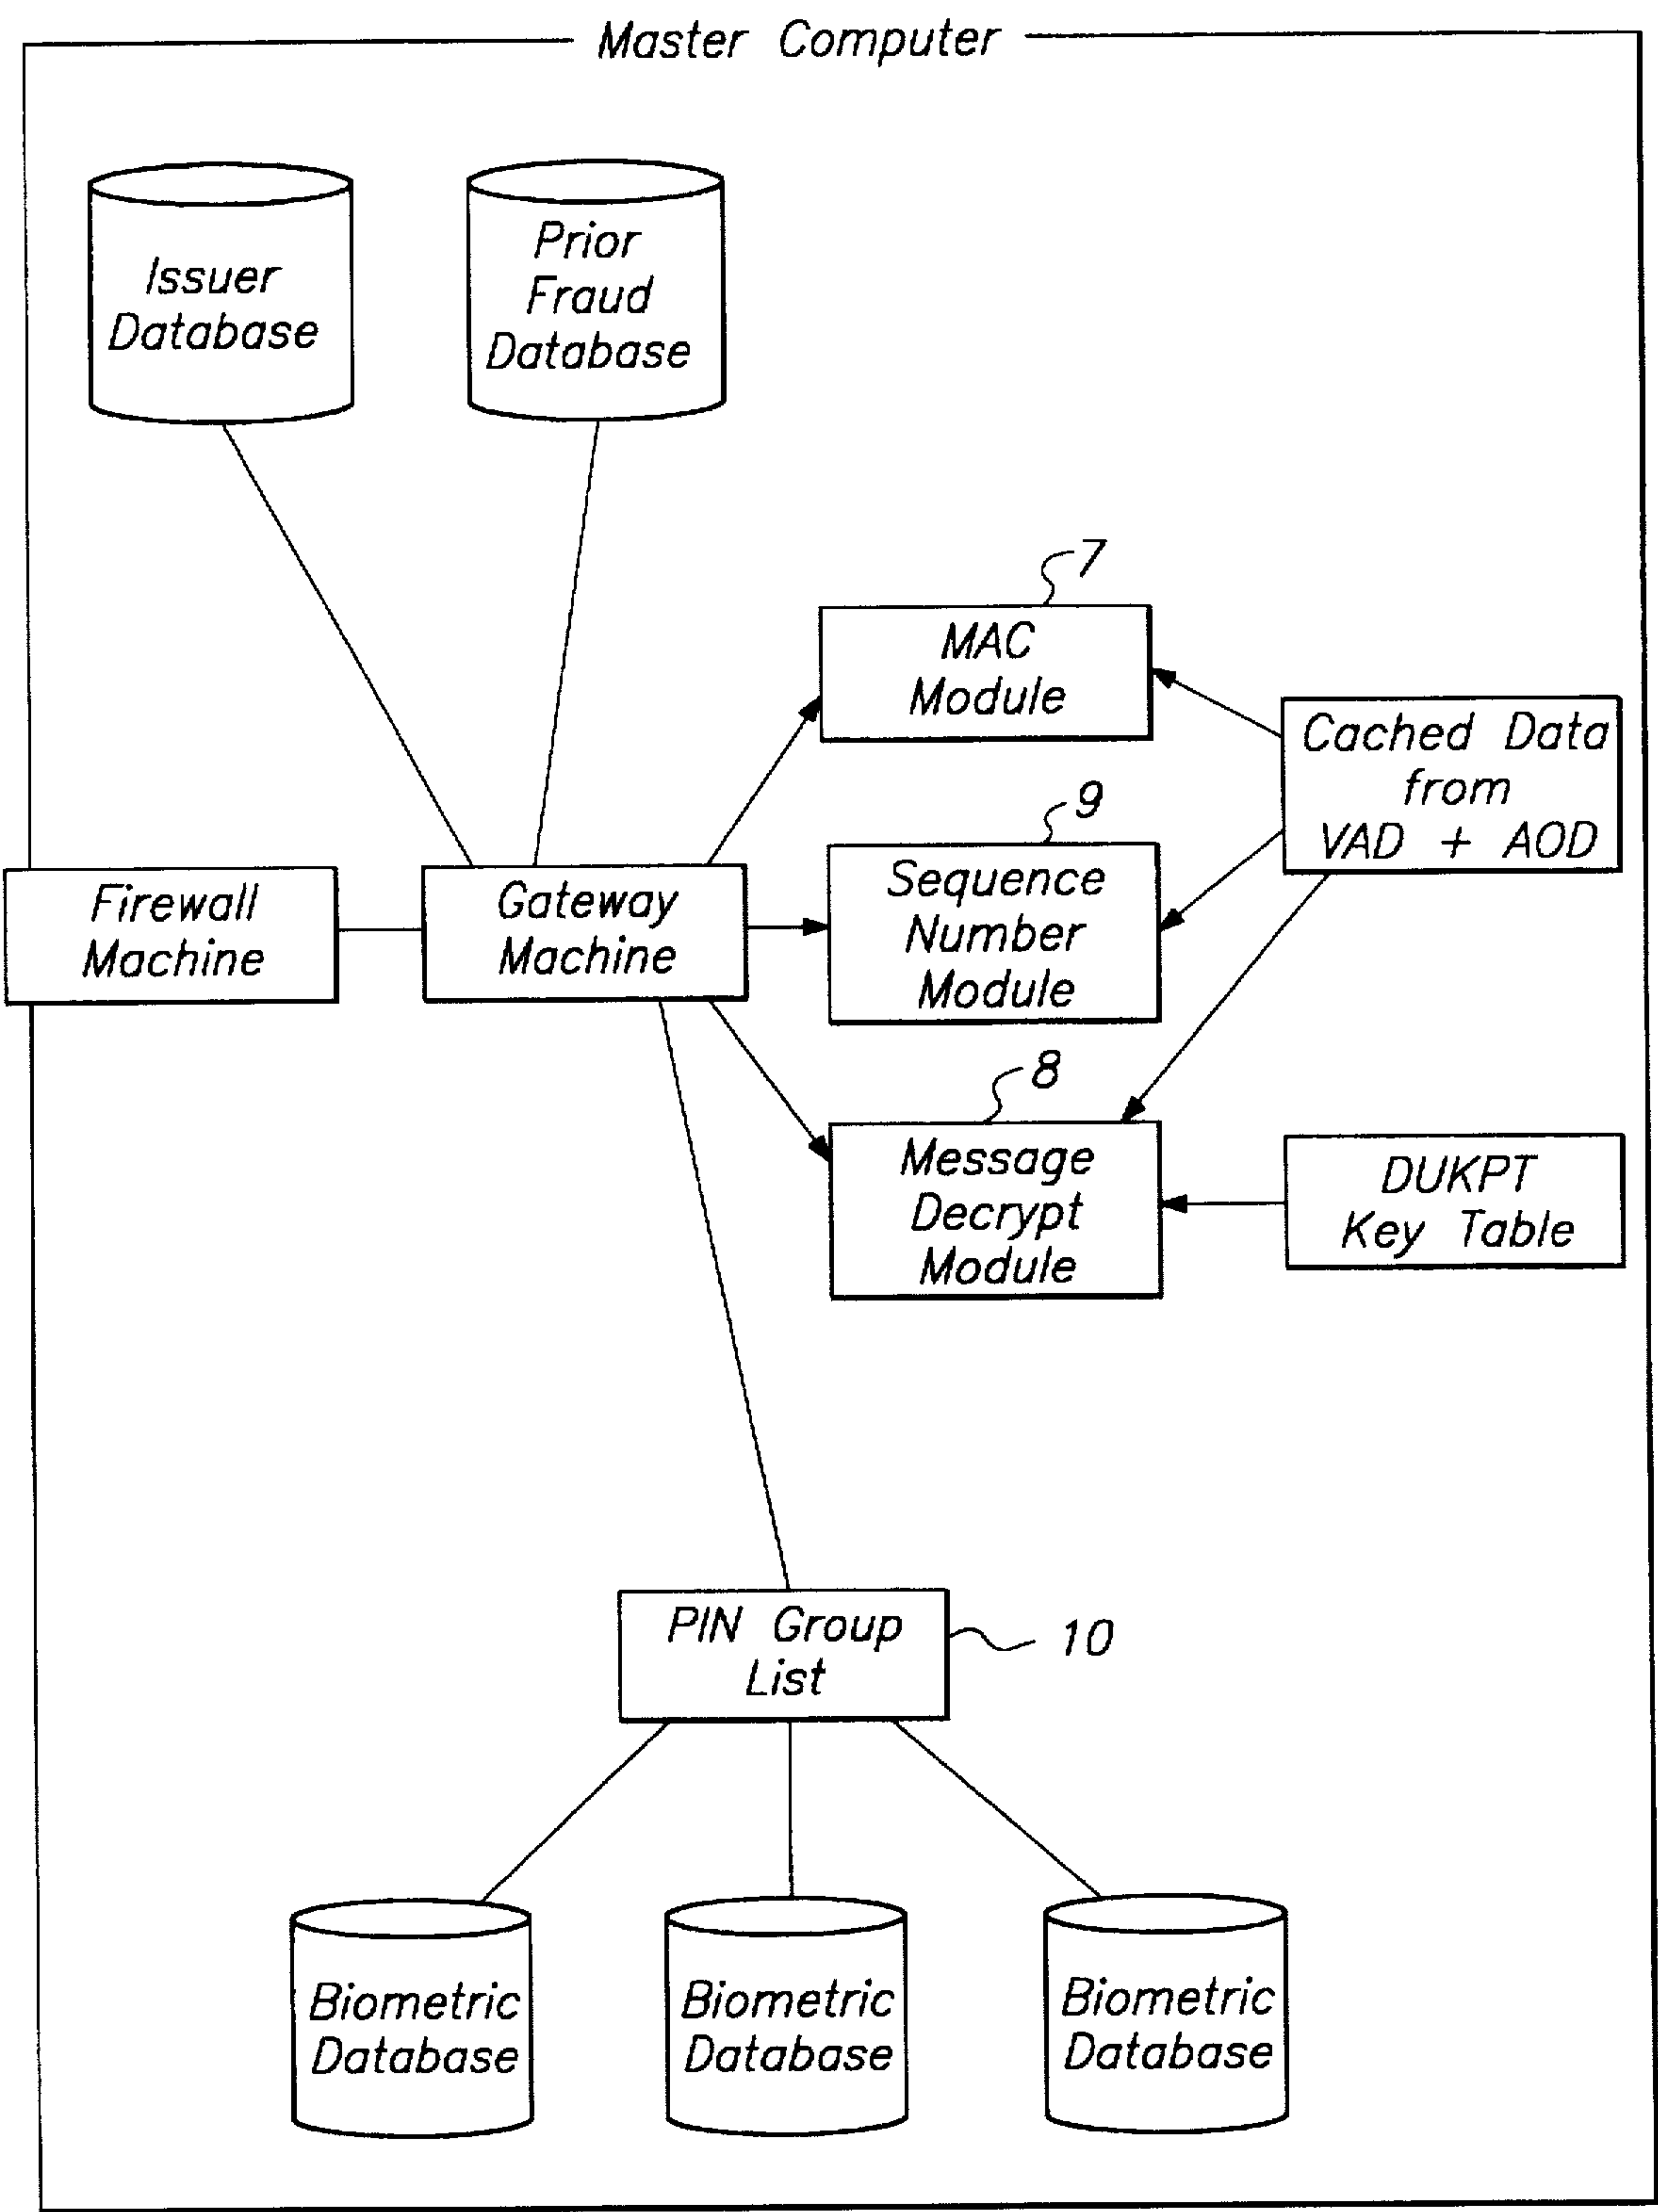 Master Computer
Issuer
Database
Prior
Fraud
Database
7
MAC
Module
Cached Data
from
VAD + AOD
9
Sequence
Number
Module
Firewall
Machine
Gateway
Machine
8
Message
Decrypt
Module
DUKPT
Key Table
PIN Group
List
10
Biometric
Database
Biometric
Database
Biometric
Database